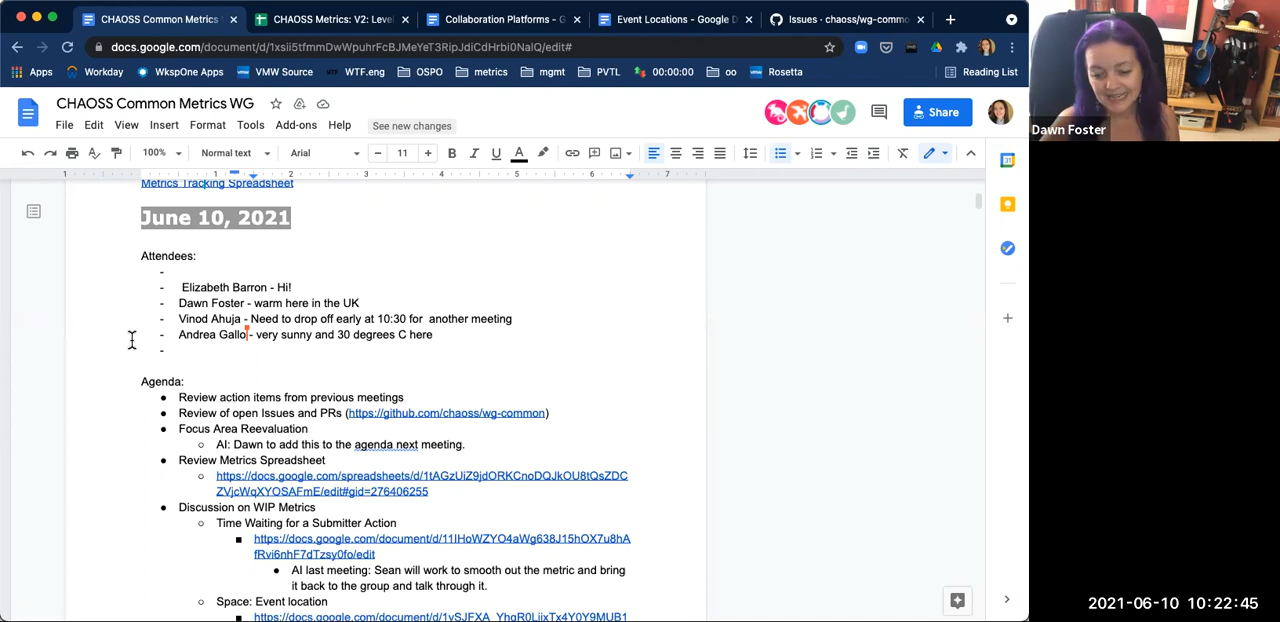 CHAOSS Common Metrics
CHAOSS Metrics: V2: Level
Collaboration Platforms - G
Event Locations - Google D
Issues · chaoss/wg-commo
docs.google.com/document/d/1xsii5tfmmDwWpuhrFcBJMeYeT3RipJdiCdHrbi0NalQ/edit#
Apps
Workday
WkspOne Apps
VMW Source
WTF.eng
OSPO
metrics
mgmt
PVTL
00:00:00
oo
Rosetta
Reading List
CHAOSS Common Metrics WG
File Edit View Insert Format Tools Add-ons Help See new changes
Share
100% Normal text Arial 11
Metrics Tracking Spreadsheet
June 10, 2021
Attendees:
-
- Elizabeth Barron - Hi!
- Dawn Foster - warm here in the UK
- Vinod Ahuja - Need to drop off early at 10:30 for another meeting
- Andrea Gallo - very sunny and 30 degrees C here
-
Agenda:
● Review action items from previous meetings
● Review of open Issues and PRs (https://github.com/chaoss/wg-common)
● Focus Area Reevaluation
○ AI: Dawn to add this to the agenda next meeting.
● Review Metrics Spreadsheet
○ https://docs.google.com/spreadsheets/d/1tAGzUiZ9jdORKCnoDQJkOU8tQsZDC
ZVjcWqXYOSAFmE/edit#gid=276406255
● Discussion on WIP Metrics
○ Time Waiting for a Submitter Action
■ https://docs.google.com/document/d/11IHoWZYO4aWg638J15hOX7u8hA
fRvi6nhF7dTzsy0fo/edit
● AI last meeting: Sean will work to smooth out the metric and bring
it back to the group and talk through it.
○ Space: Event location
■ https://docs.google.com/document/d/1vSJFXA_YhgR0LiixTx4Y0Y9MUB1
Dawn Foster
2021-06-10 10:22:45